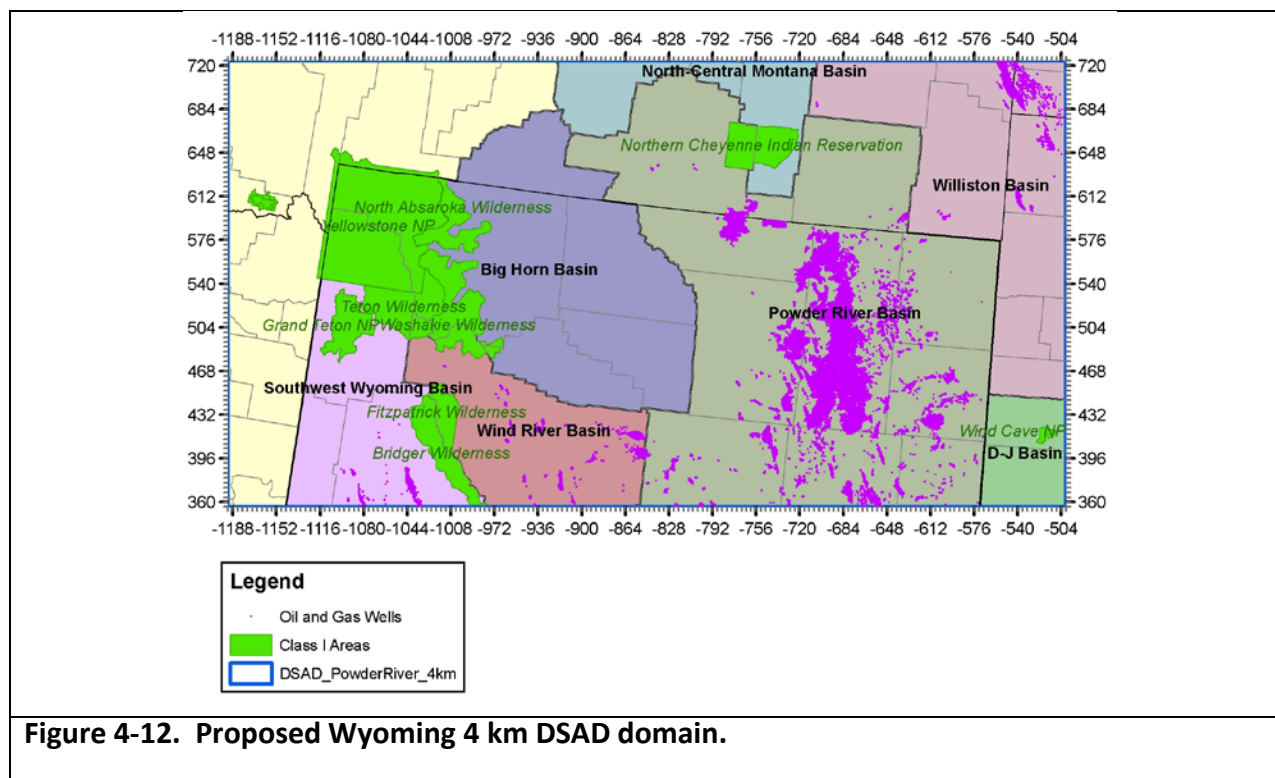 -1188 -1152 -1116 -1080 -1044 -1008 -972 -936 -900 -864 -828 -792 -756 -720 -684 -648 -612 -576 -540 -504
720 720
North-Central Montana Basin
684 684
Northern Cheyenne Indian Reservation
648 648
Williston Basin
612 612
North Absaroka Wilderness
Yellowstone NP
576 576
Big Horn Basin
540 540
Teron Wilderness
Powder River Basin
504 Grand Teton NP Washakie Wilderness 504
468 468
Southwest Wyoming Basin
432 Fitzpatrick Wilderness 432
Wind River Basin Wind Cave NP
Bridger Wilderness D-J Basin
396 396
360 360
-1188 -1152 -1116 -1080 -1044 -1008 -972 -936 -900 -864 -828 -792 -756 -720 -684 -648 -612 -576 -540 -504
Legend
Oil and Gas Wells
Class I Areas
DSAD_PowderRiver_4km
Figure 4-12. Proposed Wyoming 4 km DSAD domain.